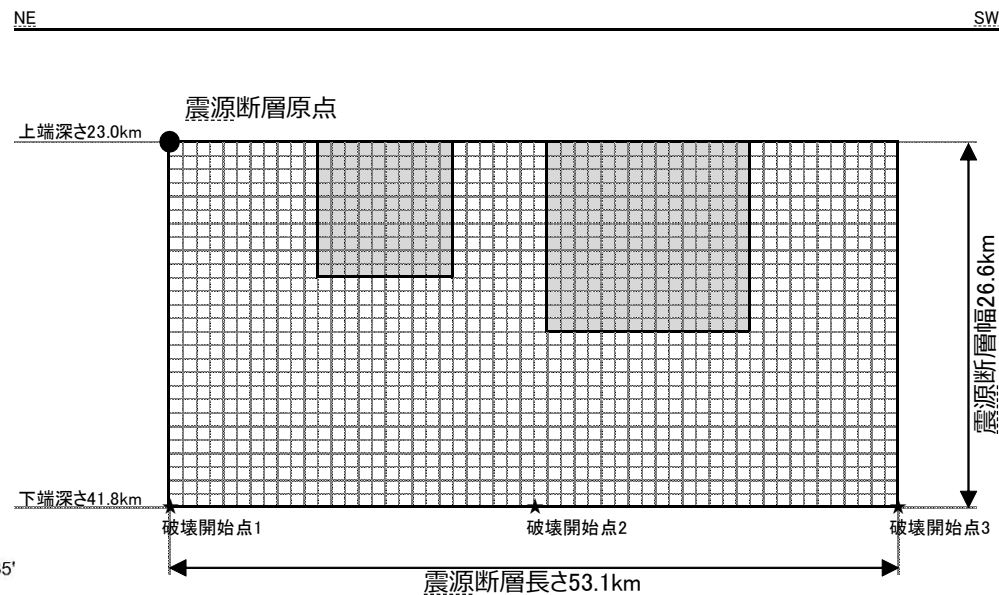 NE
SW
震源断層原点
上端深さ23.0km
震源断層幅26.6km
下端深さ41.8km
破壊開始点1
破壊開始点2
破壊開始点3
5'
震源断層長さ53.1km